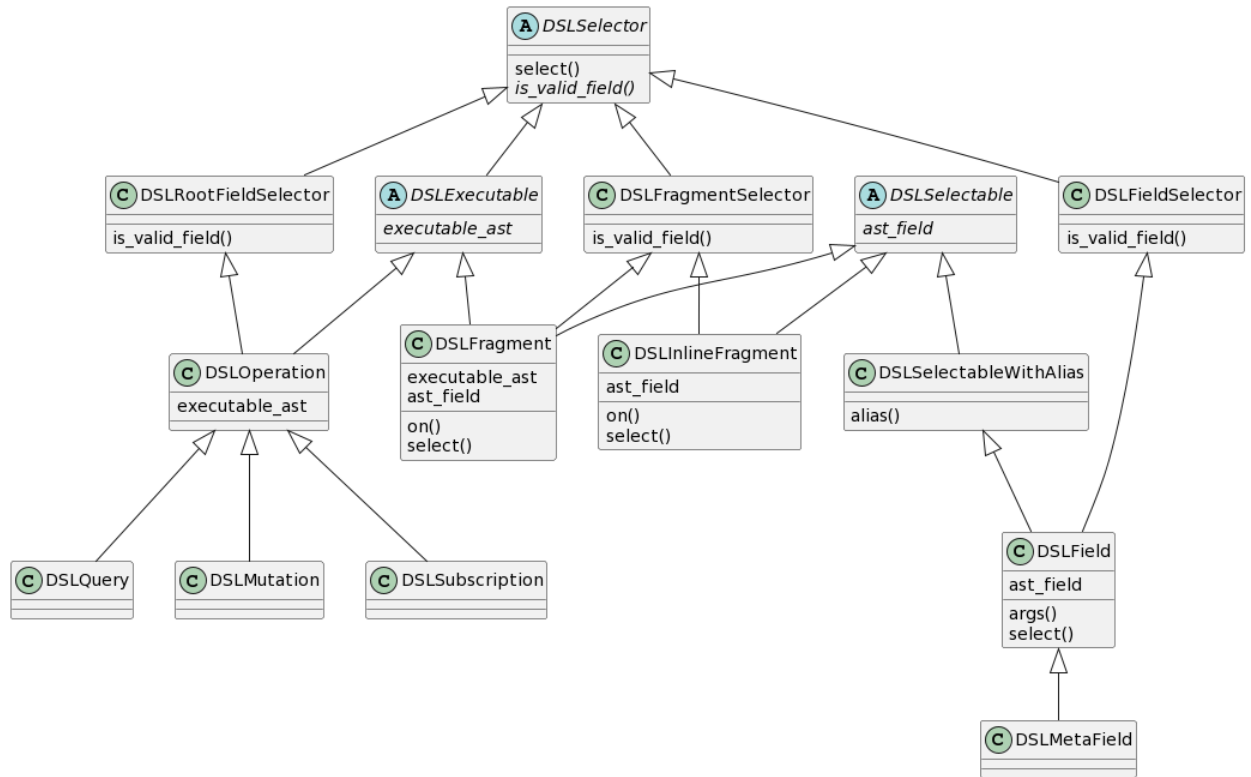 A DSLSelector
select()
is_valid_field()
C DSLRootFieldSelector
is_valid_field()
A DSLExecutable
executable_ast
C DSLFragmentSelector
is_valid_field()
A DSLSelectable
ast_field
C DSLFieldSelector
is_valid_field()
C DSLOperation
executable_ast
C DSLFragment
executable_ast
ast_field
on()
select()
C DSLInlineFragment
ast_field
on()
select()
C DSLSelectableWithAlias
alias()
C DSLQuery
C DSLMutation
C DSLSubscription
C DSLField
ast_field
args()
select()
C DSLMetaField